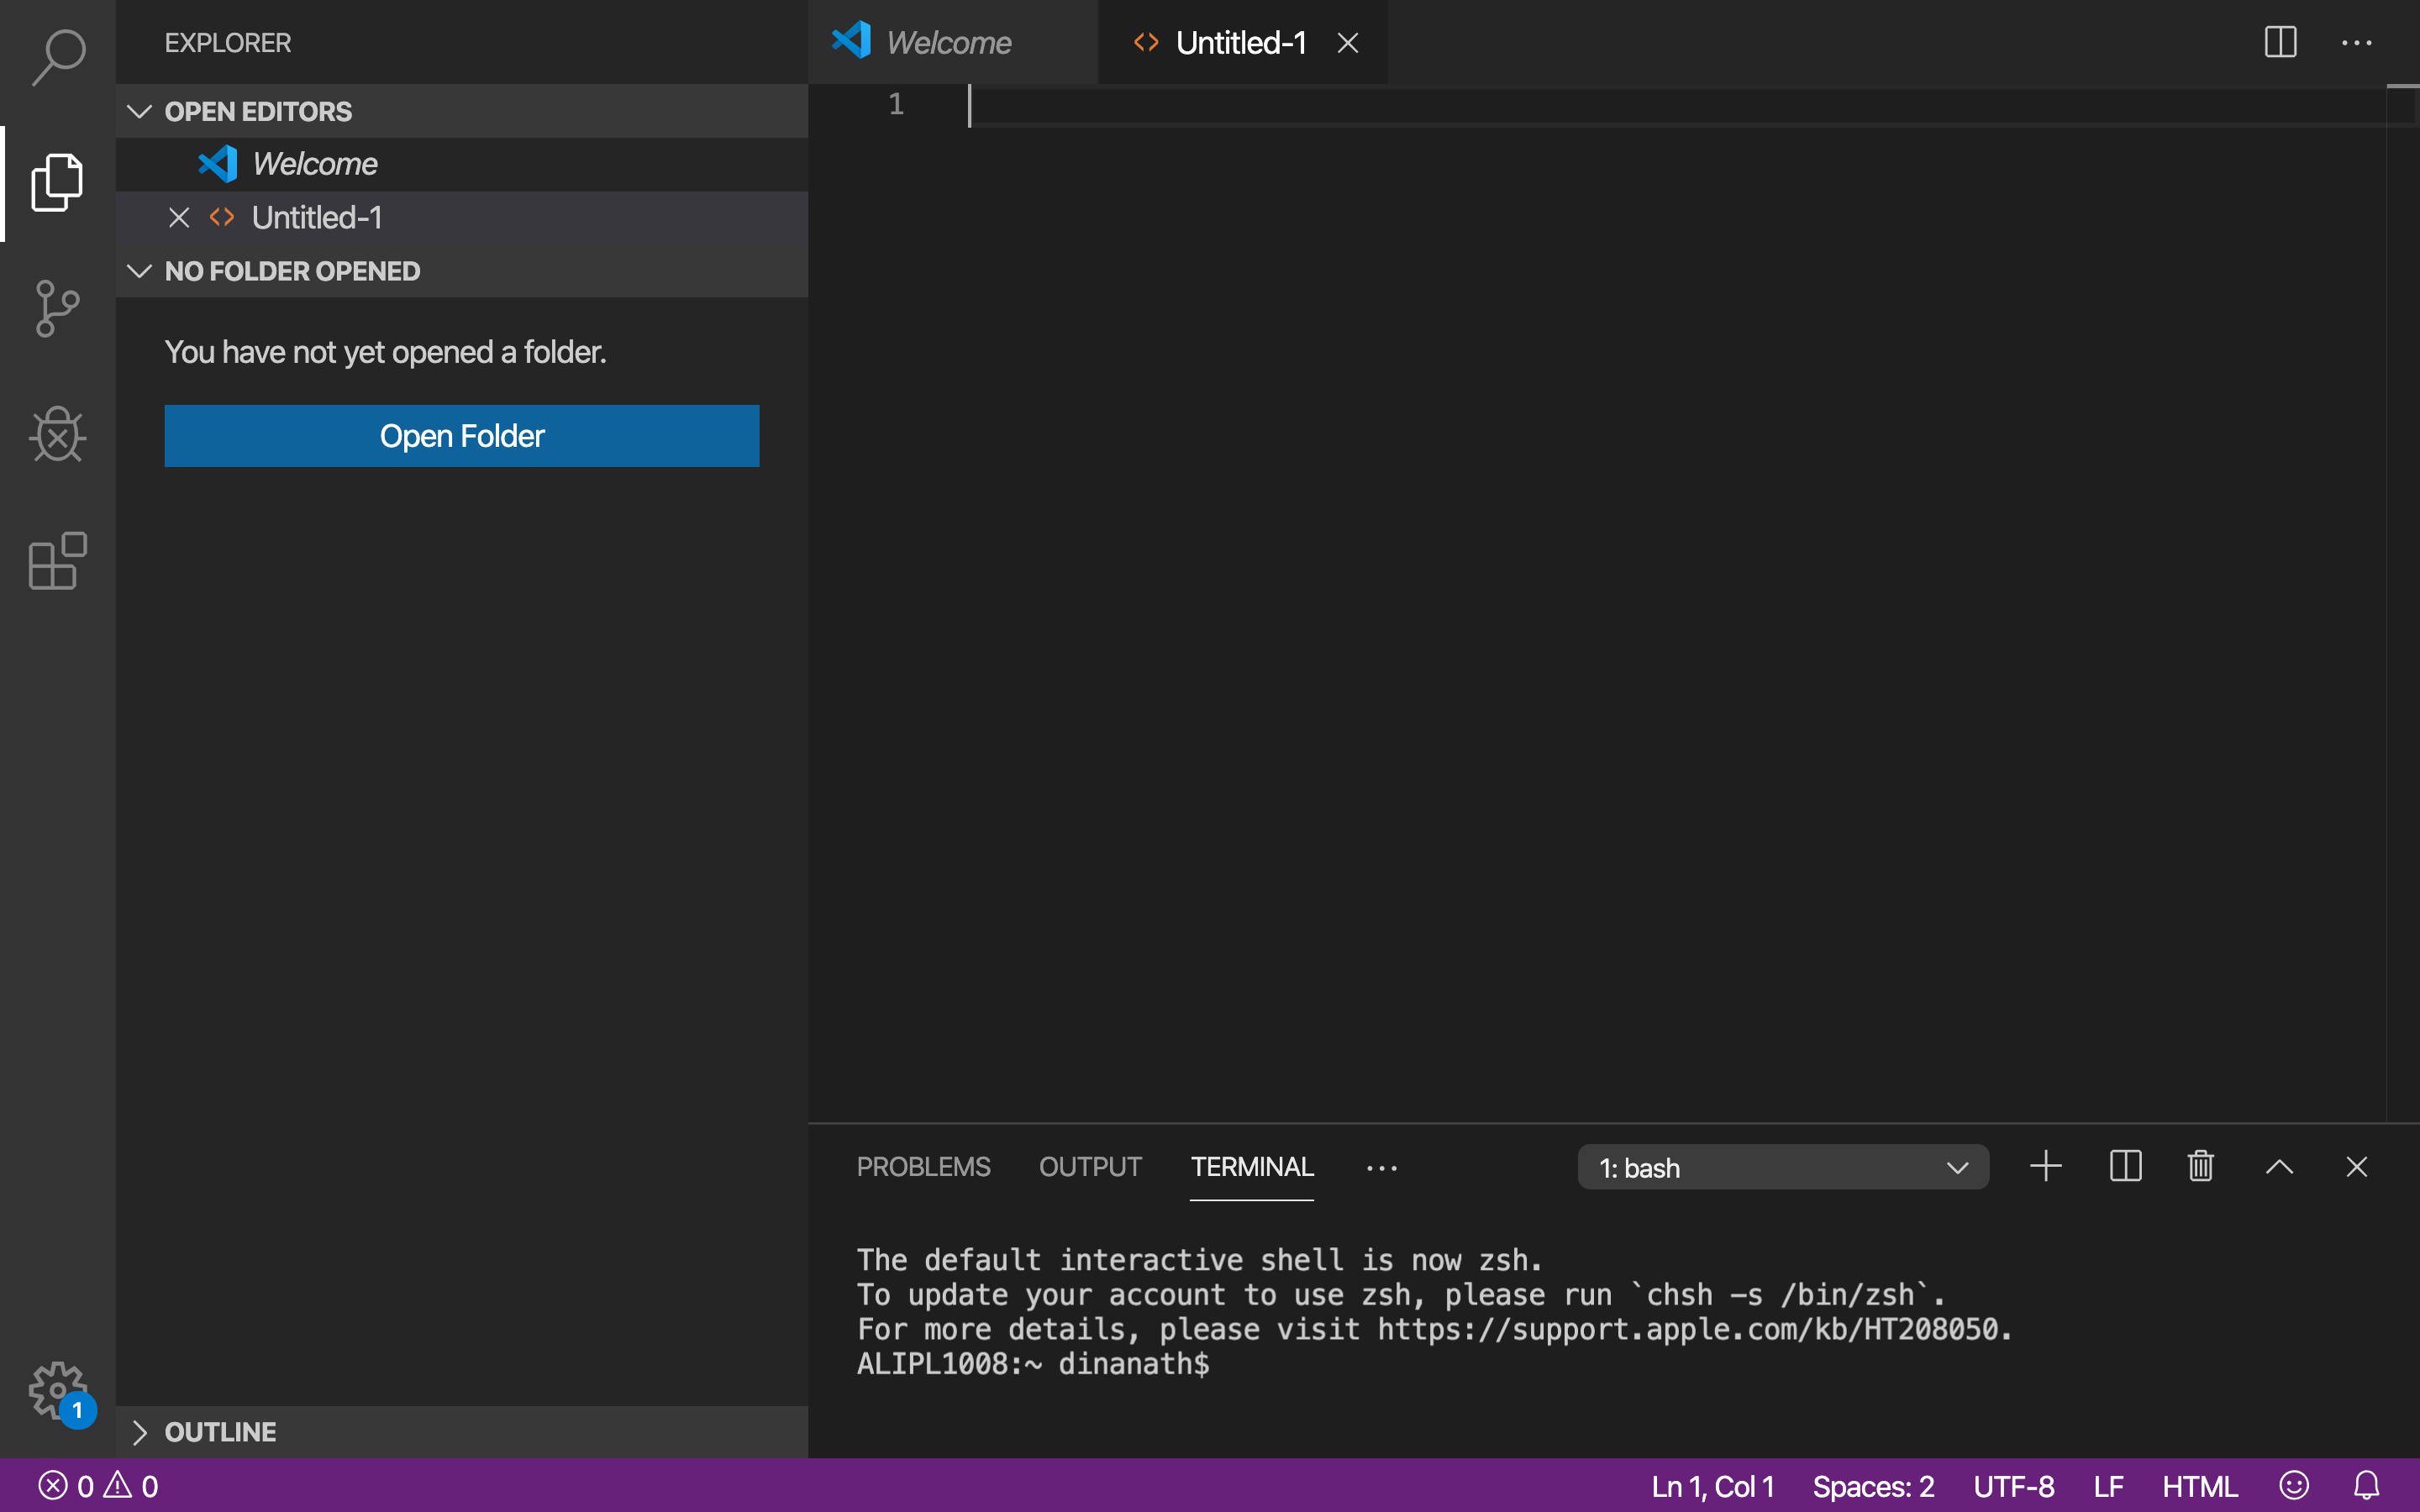 EXPLORER
OPEN EDITORS
Welcome
Untitled-1
NO FOLDER OPENED
You have not yet opened a folder.
Open Folder
OUTLINE
Welcome
Untitled-1
1
PROBLEMS OUTPUT TERMINAL
1: bash
The default interactive shell is now zsh.
To update your account to use zsh, please run `chsh -s /bin/zsh`.
For more details, please visit https://support.apple.com/kb/HT208050.
ALIPL1008:~ dinanath$
1
0 0 Ln 1, Col 1 Spaces: 2 UTF-8 LF HTML